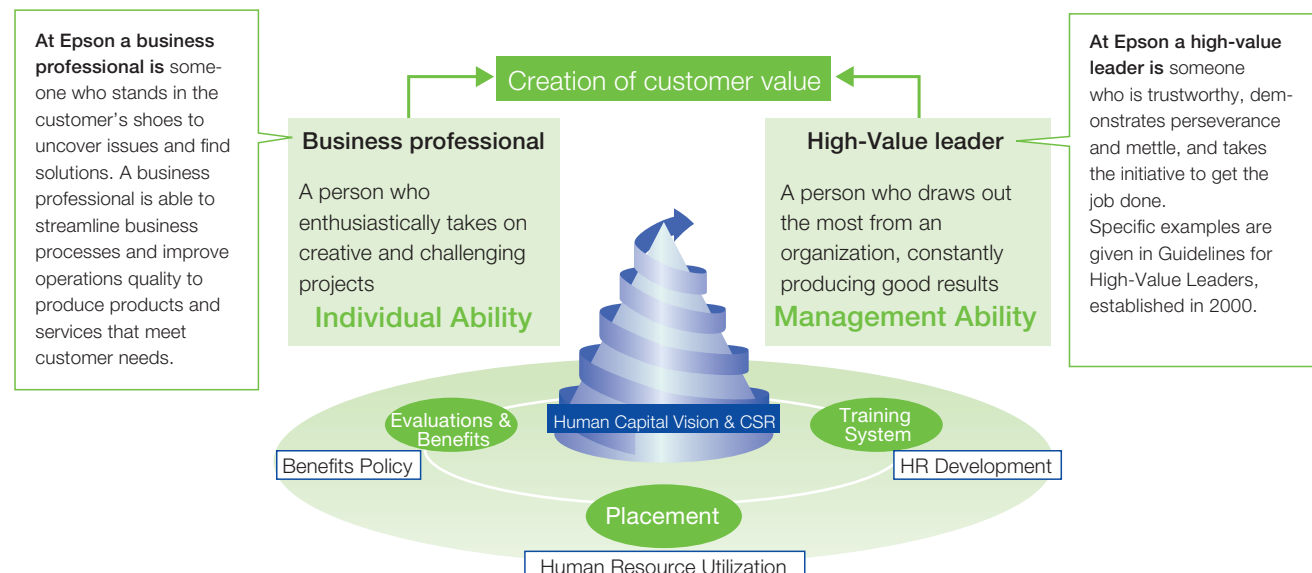 At Epson a business
professional is some-
one who stands in the
customer's shoes to
uncover issues and find
solutions. A business
professional is able to
streamline business
processes and improve
operations quality to
produce products and
services that meet
customer needs.
Creation of customer value
Business professional
A person who
enthusiastically takes on
creative and challenging
projects
Individual Ability
High-Value leader
A person who draws out
the most from an
organization, constantly
producing good results
Management Ability
At Epson a high-value
leader is someone
who is trustworthy, dem-
onstrates perseverance
and mettle, and takes
the initiative to get the
job done.
Specific examples are
given in Guidelines for
High-Value Leaders,
established in 2000.
Evaluations &
Benefits
Human Capital Vision & CSR
Training
System
Benefits Policy
HR Development
Placement
Human Resource Utilization